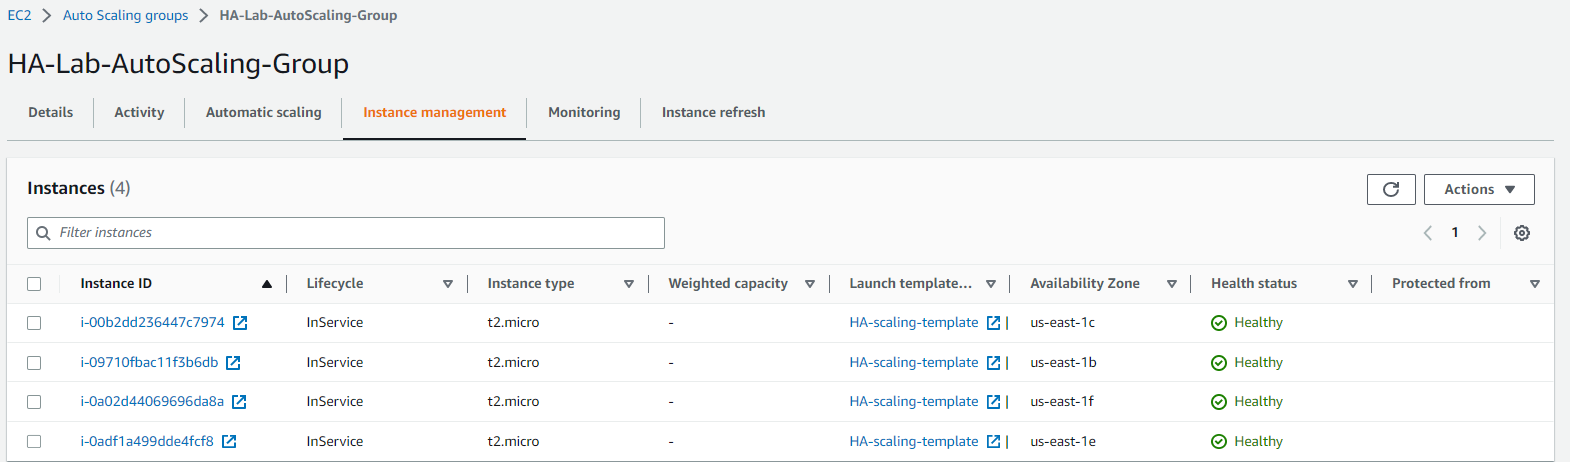 EC2 > Auto Scaling groups > HA-Lab-AutoScaling-Group
HA-Lab-AutoScaling-Group
Details Activity Automatic scaling Instance management Monitoring Instance refresh
Instances (4)
Actions
Filter instances
1
Instance ID Lifecycle Instance type Weighted capacity Launch template... Availability Zone Health status Protected from
i-00b2dd236447c7974 InService t2.micro - HA-scaling-template | us-east-1c Healthy
i-09710fbac11f3b6db InService t2.micro - HA-scaling-template | us-east-1b Healthy
i-0a02d44069696da8a InService t2.micro - HA-scaling-template | us-east-1f Healthy
i-0adf1a499dde4fcf8 InService t2.micro - HA-scaling-template | us-east-1e Healthy